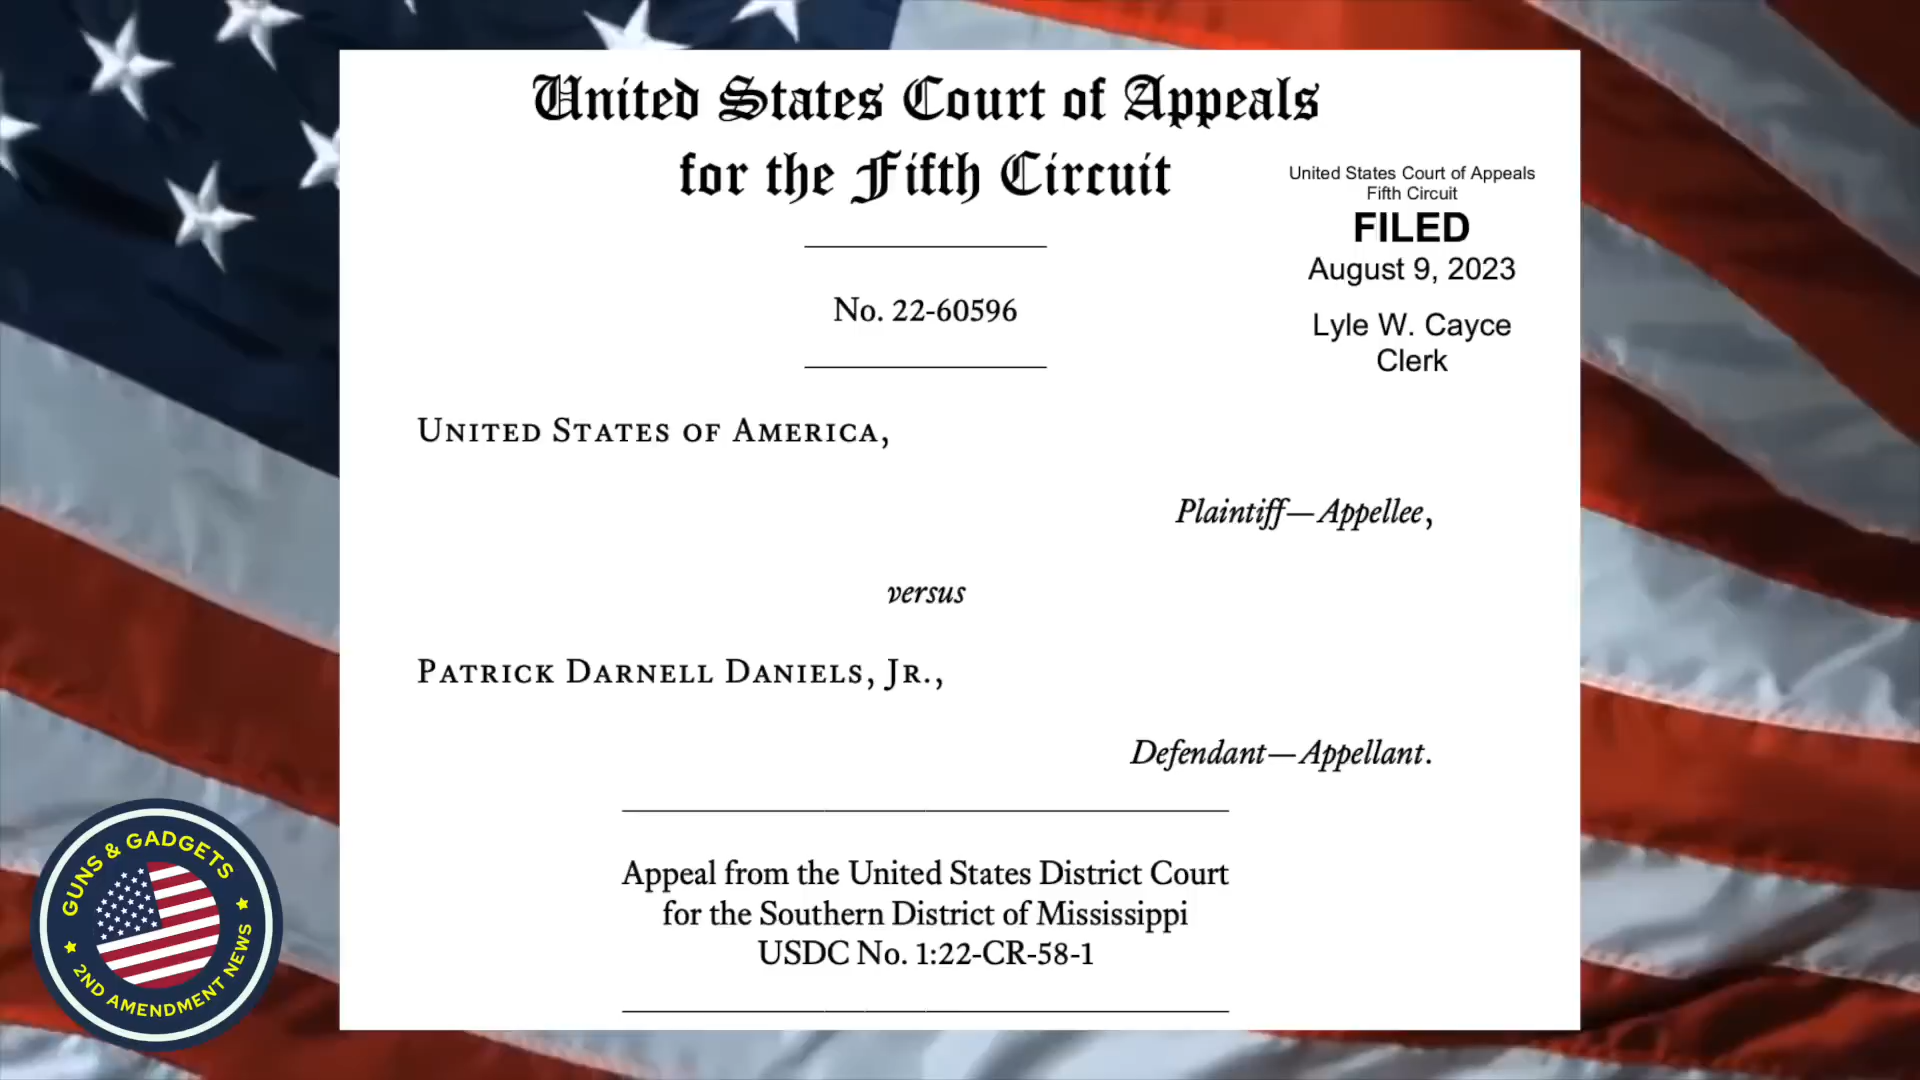 United States Court of Appeals
for the Fifth Circuit
United States Court of Appeals
Fifth Circuit
FILED
August 9, 2023
Lyle W. Cayce
Clerk
No. 22-60596
United States of America,
Plaintiff—Appellee,
versus
Patrick Darnell Daniels, Jr.,
Defendant—Appellant.
Appeal from the United States District Court
for the Southern District of Mississippi
USDC No. 1:22-CR-58-1
GUNS & GADGETS
2ND AMENDMENT NEWS